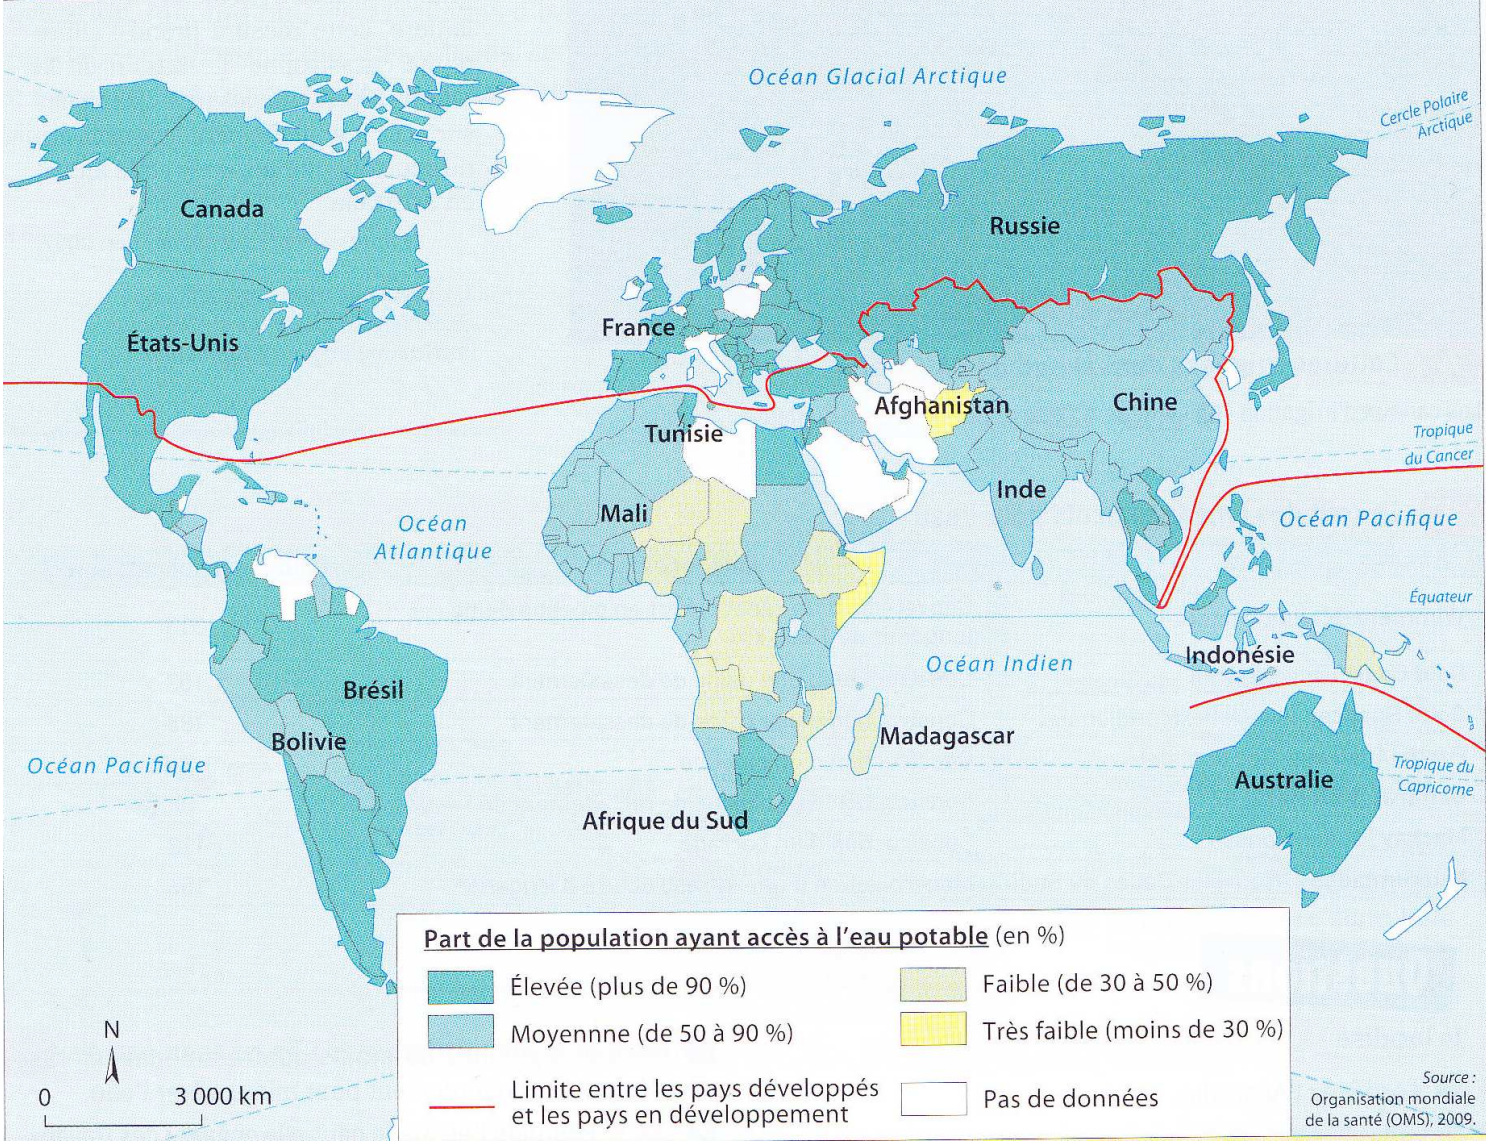 Océan Glacial Arctique
Cercle Polaire
Arctique
Canada
Russie
États-Unis
France
Afghanistan
Chine
Tunisie
Tropique
du Cancer
Mali
Inde
Océan
Atlantique
Océan Pacifique
Équateur
Océan Indien
Indonésie
Brésil
Bolivie
Madagascar
Océan Pacifique
Tropique du
Capricorne
Australie
Afrique du Sud
Part de la population ayant accès à l'eau potable (en %)
Élevée (plus de 90 %)
Faible (de 30 à 50 %)
Moyennne (de 50 à 90 %)
Très faible (moins de 30 %)
Limite entre les pays développés
et les pays en développement
Pas de données
N
0 3 000 km
Source :
Organisation mondiale
de la santé (OMS), 2009.